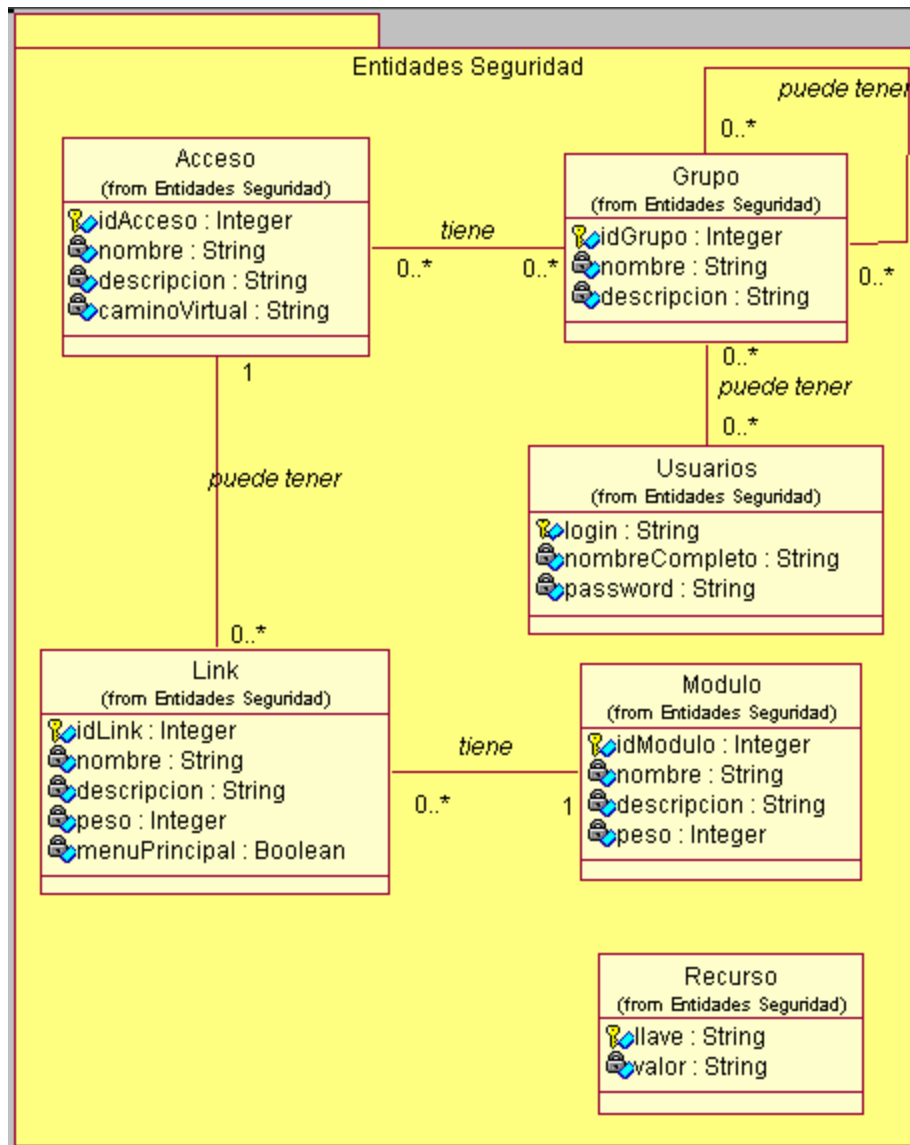 Entidades Seguridad
puede tener
0..*
0..*
Acceso
(from Entidades Seguridad)
idAcceso : Integer
nombre : String
descripcion : String
caminoVirtual : String
tiene
0..*
0..*
Grupo
(from Entidades Seguridad)
idGrupo : Integer
nombre : String
descripcion : String
1
puede tener
0..*
0..*
puede tener
0..*
Usuarios
(from Entidades Seguridad)
login : String
nombreCompleto : String
password : String
Link
(from Entidades Seguridad)
idLink : Integer
nombre : String
descripcion : String
peso : Integer
menuPrincipal : Boolean
tiene
0..*
1
Modulo
(from Entidades Seguridad)
idModulo : Integer
nombre : String
descripcion : String
peso : Integer
Recurso
(from Entidades Seguridad)
llave : String
valor : String